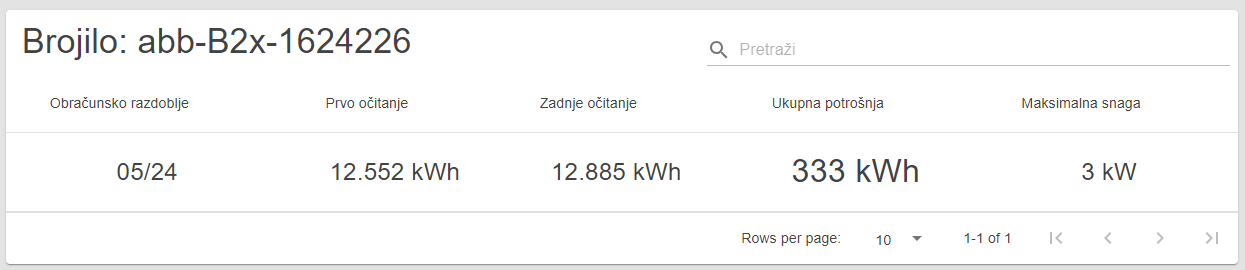 Brojilo: abb-B2x-1624226
Pretraži
Obračunsko razdoblje Prvo očitanje Zadnje očitanje Ukupna potrošnja Maksimalna snaga
05/24 12.552 kWh 12.885 kWh 333 kWh 3 kW
Rows per page: 10 1-1 of 1